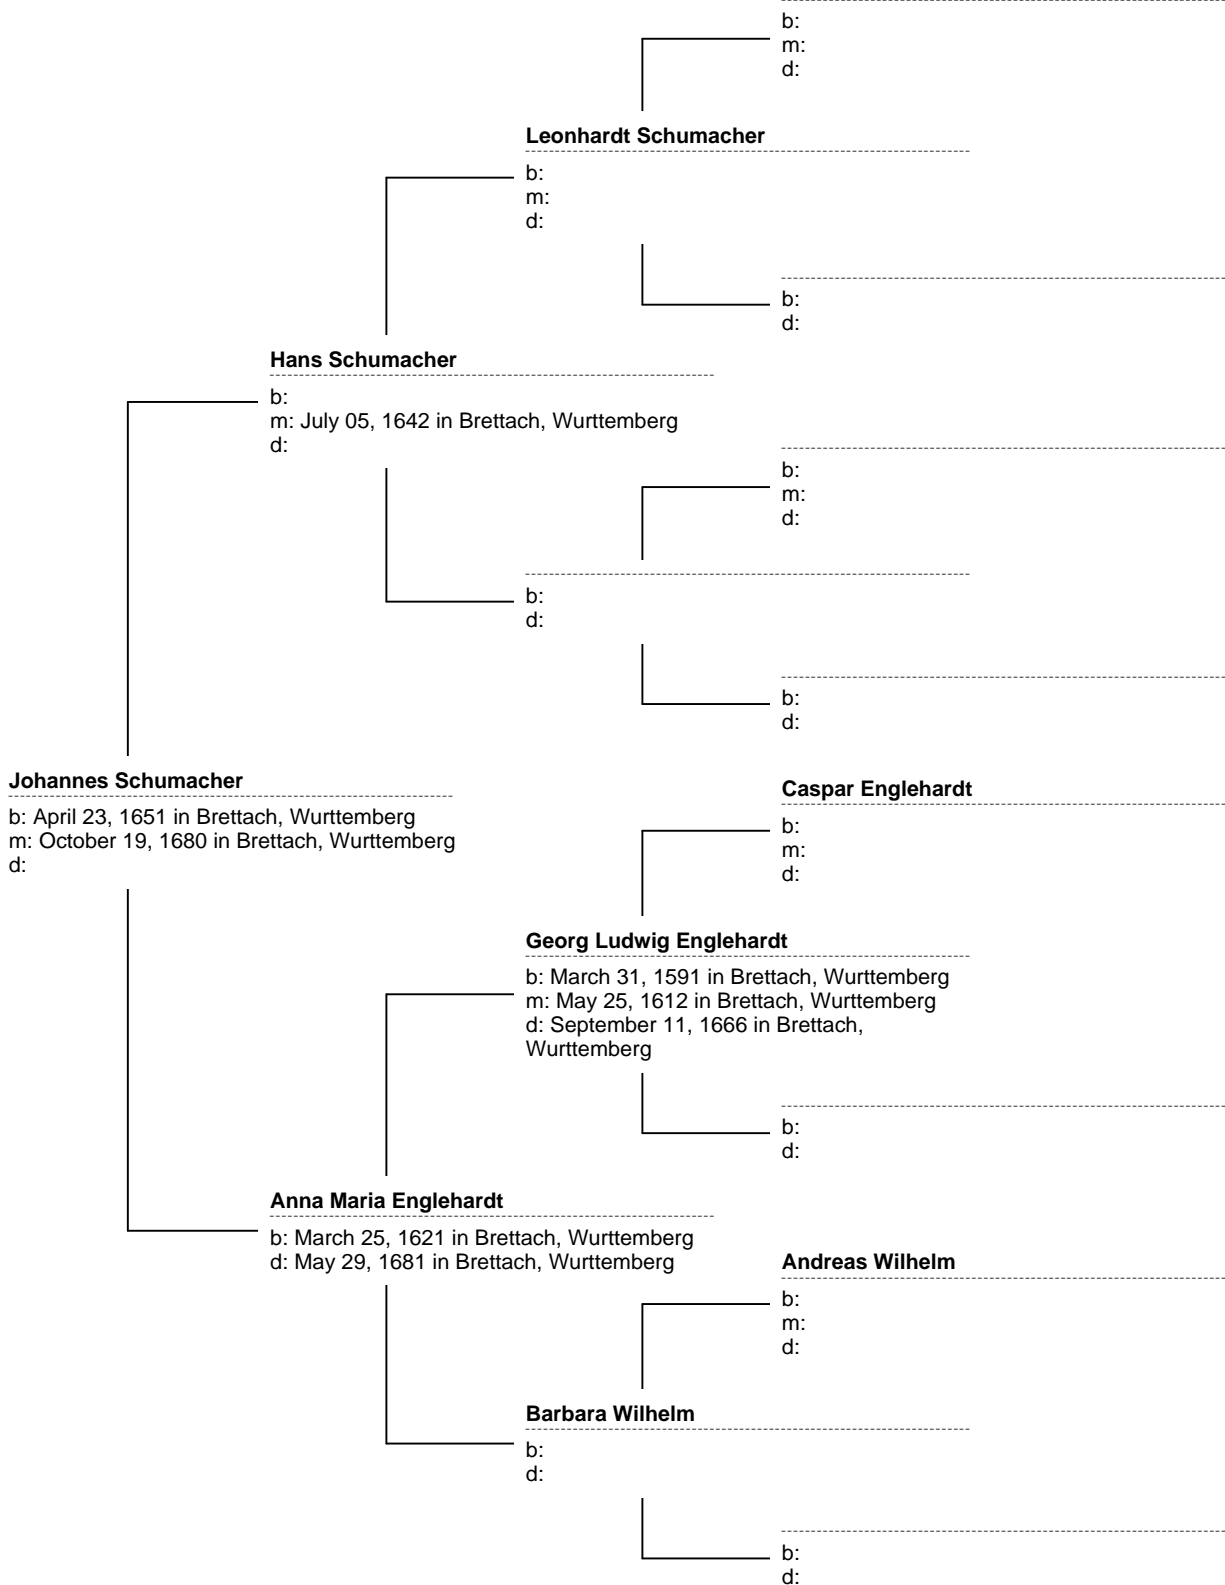 b:
m:
d:
Leonhardt Schumacher
b:
m:
d:
b:
d:
Hans Schumacher
b:
m: July 05, 1642 in Brettach, Wurttemberg
d:
b:
m:
d:
b:
d:
b:
d:
Johannes Schumacher
b: April 23, 1651 in Brettach, Wurttemberg
m: October 19, 1680 in Brettach, Wurttemberg
d:
Caspar Englehardt
b:
m:
d:
Georg Ludwig Englehardt
b: March 31, 1591 in Brettach, Wurttemberg
m: May 25, 1612 in Brettach, Wurttemberg
d: September 11, 1666 in Brettach,
Wurttemberg
b:
d:
Anna Maria Englehardt
b: March 25, 1621 in Brettach, Wurttemberg
d: May 29, 1681 in Brettach, Wurttemberg
Andreas Wilhelm
b:
m:
d:
Barbara Wilhelm
b:
d:
b:
d: